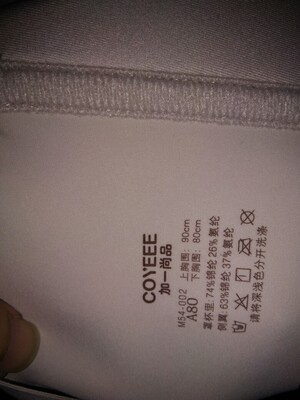 COYEEE
加一尚品
M54-002 上胸围: 90cm
A80 下胸围: 80cm
罩杯里: 74%锦纶 26%氨纶
侧翼: 63%锦纶 37%氨纶
请将深浅色分开洗涤